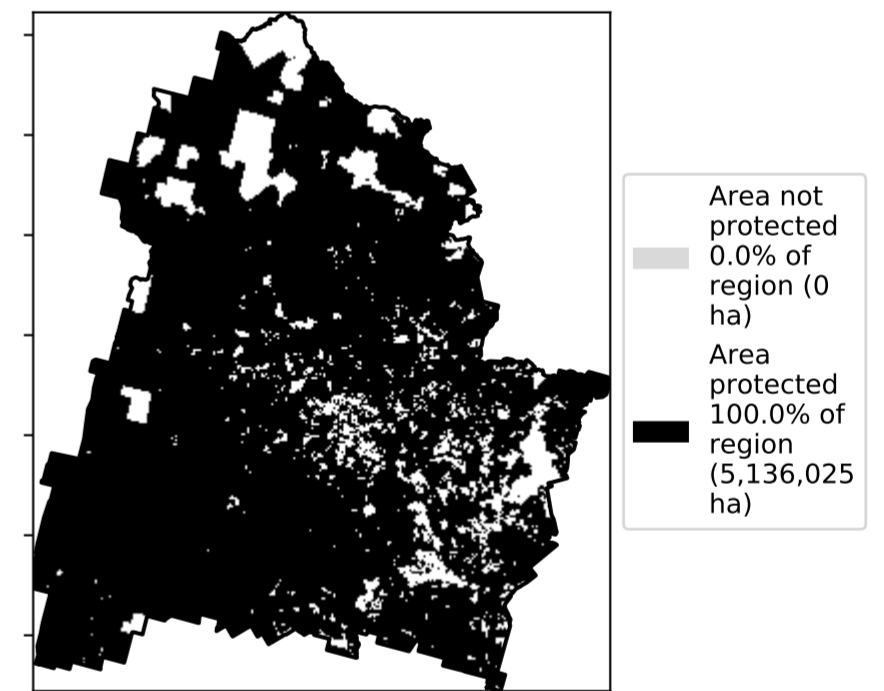 Area not
protected
0.0% of
region (0
ha)
Area
protected
100.0% of
region
(5,136,025
ha)